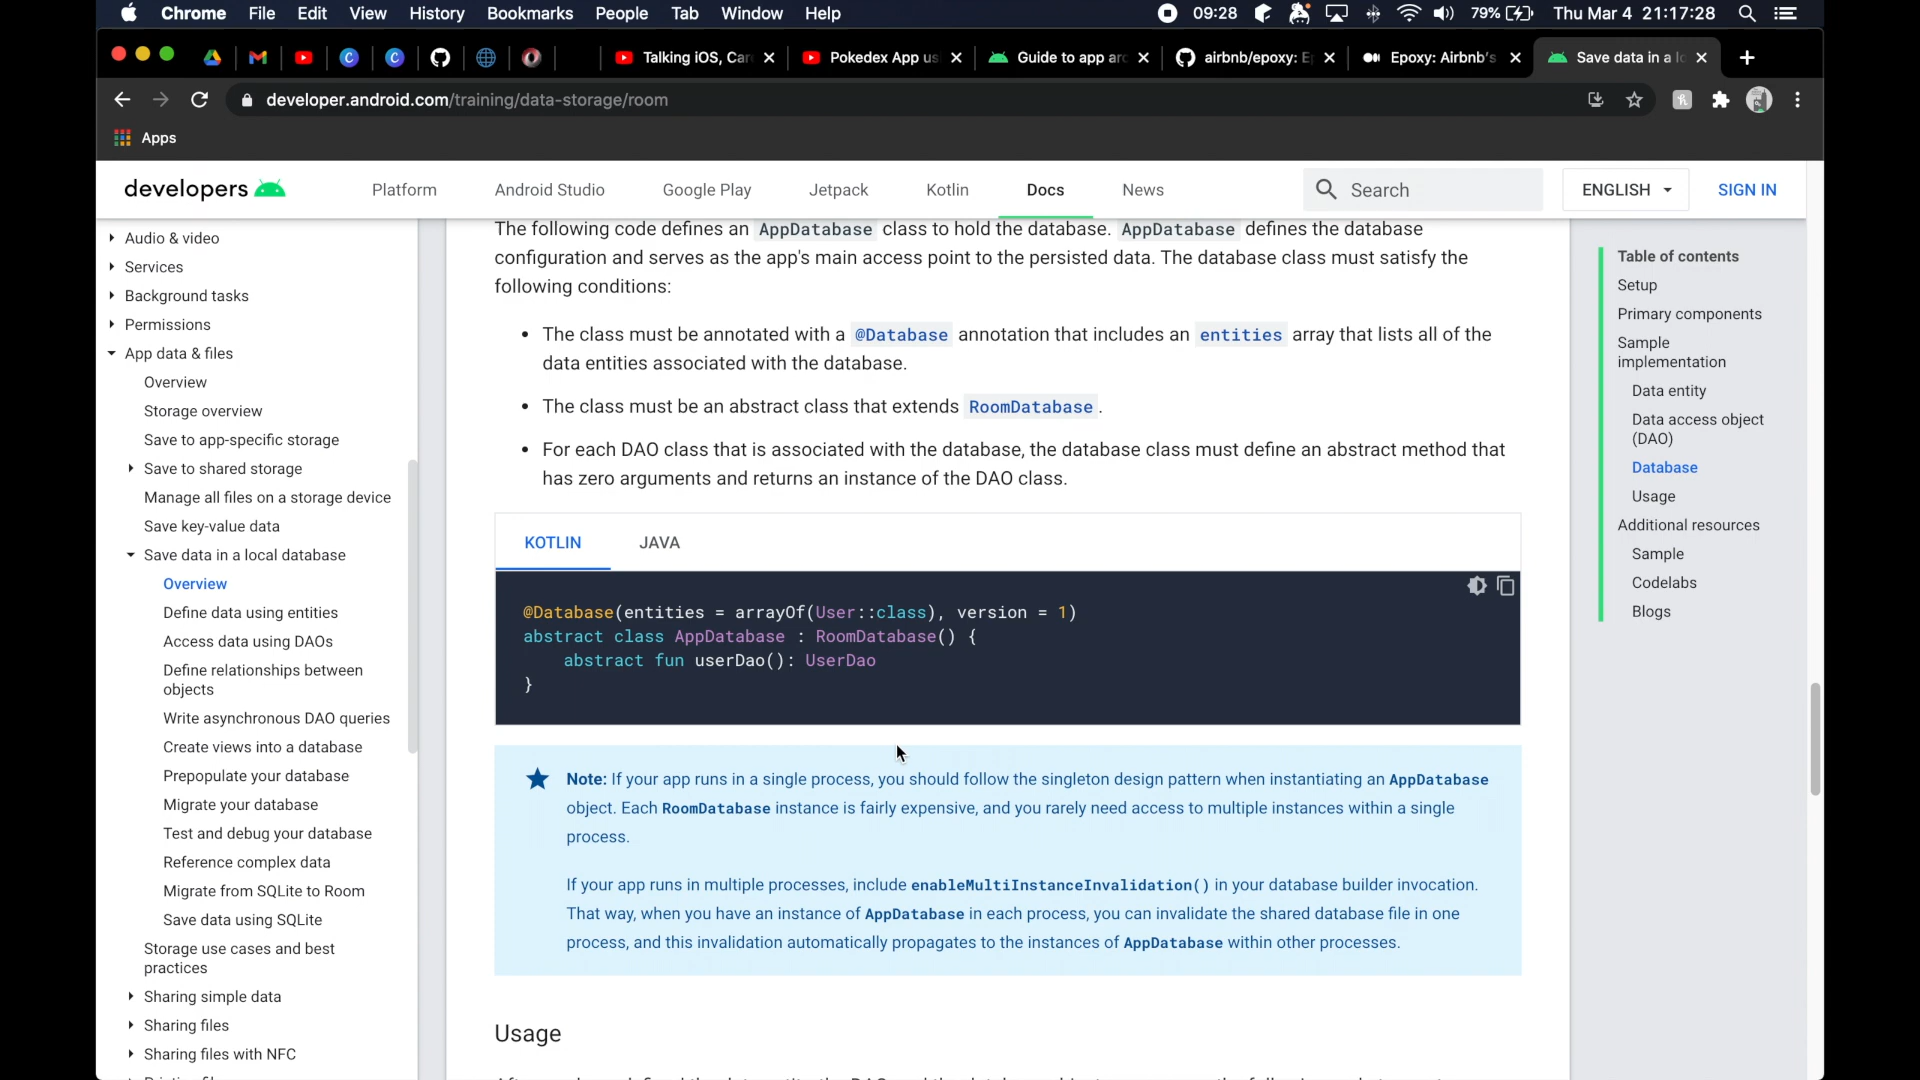 Chrome File Edit View History Bookmarks People Tab Window Help 09:28 79% Thu Mar 4 21:17:28
Talking iOS, Car Pokedex App us Guide to app arc airbnb/epoxy: E Epoxy: Airbnb's Save data in a lo
developer.android.com/training/data-storage/room
Apps
developers Platform Android Studio Google Play Jetpack Kotlin Docs News Search ENGLISH SIGN IN
Audio & video
Services
Background tasks
Permissions
App data & files
Overview
Storage overview
Save to app-specific storage
Save to shared storage
Manage all files on a storage device
Save key-value data
Save data in a local database
Overview
Define data using entities
Access data using DAOs
Define relationships between
objects
Write asynchronous DAO queries
Create views into a database
Prepopulate your database
Migrate your database
Test and debug your database
Reference complex data
Migrate from SQLite to Room
Save data using SQLite
Storage use cases and best
practices
Sharing simple data
Sharing files
Sharing files with NFC
The following code defines an AppDatabase class to hold the database. AppDatabase defines the database
configuration and serves as the app's main access point to the persisted data. The database class must satisfy the
following conditions:
• The class must be annotated with a @Database annotation that includes an entities array that lists all of the
data entities associated with the database.
• The class must be an abstract class that extends RoomDatabase.
• For each DAO class that is associated with the database, the database class must define an abstract method that
has zero arguments and returns an instance of the DAO class.
KOTLIN JAVA
@Database(entities = arrayOf(User::class), version = 1)
abstract class AppDatabase : RoomDatabase() {
abstract fun userDao(): UserDao
}
Note: If your app runs in a single process, you should follow the singleton design pattern when instantiating an AppDatabase
object. Each RoomDatabase instance is fairly expensive, and you rarely need access to multiple instances within a single
process.
If your app runs in multiple processes, include enableMultiInstanceInvalidation() in your database builder invocation.
That way, when you have an instance of AppDatabase in each process, you can invalidate the shared database file in one
process, and this invalidation automatically propagates to the instances of AppDatabase within other processes.
Usage
Table of contents
Setup
Primary components
Sample
implementation
Data entity
Data access object
(DAO)
Database
Usage
Additional resources
Sample
Codelabs
Blogs